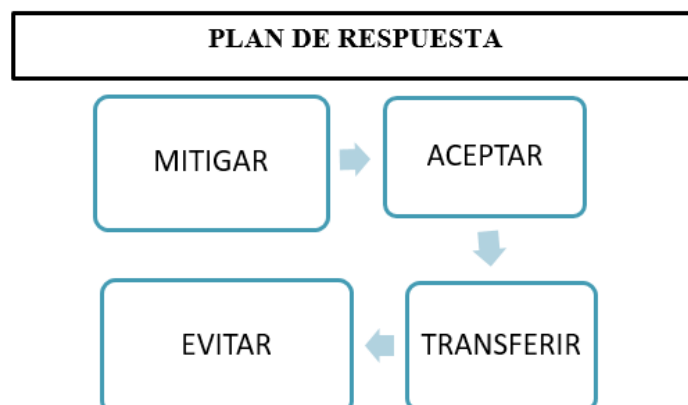 PLAN DE RESPUESTA
MITIGAR
ACEPTAR
TRANSFERIR
EVITAR